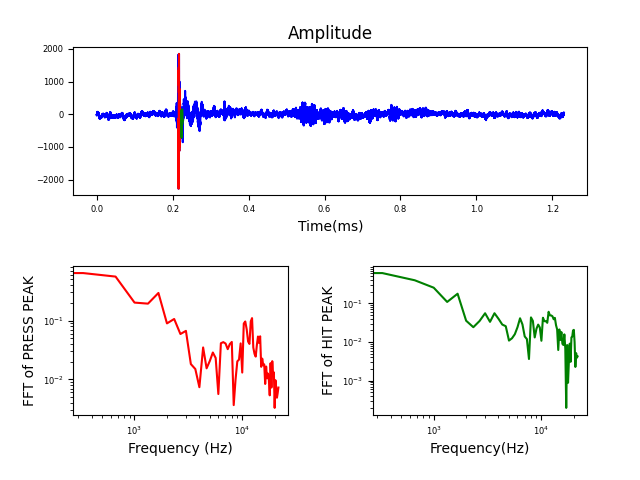 Amplitude
2000
1000
0
−1000
−2000
0.0 0.2 0.4 0.6 0.8 1.0 1.2
Time(ms)
FFT of PRESS PEAK
10⁻¹
10⁻²
10³ 10⁴
Frequency (Hz)
FFT of HIT PEAK
10⁻¹
10⁻²
10⁻³
10³ 10⁴
Frequency(Hz)